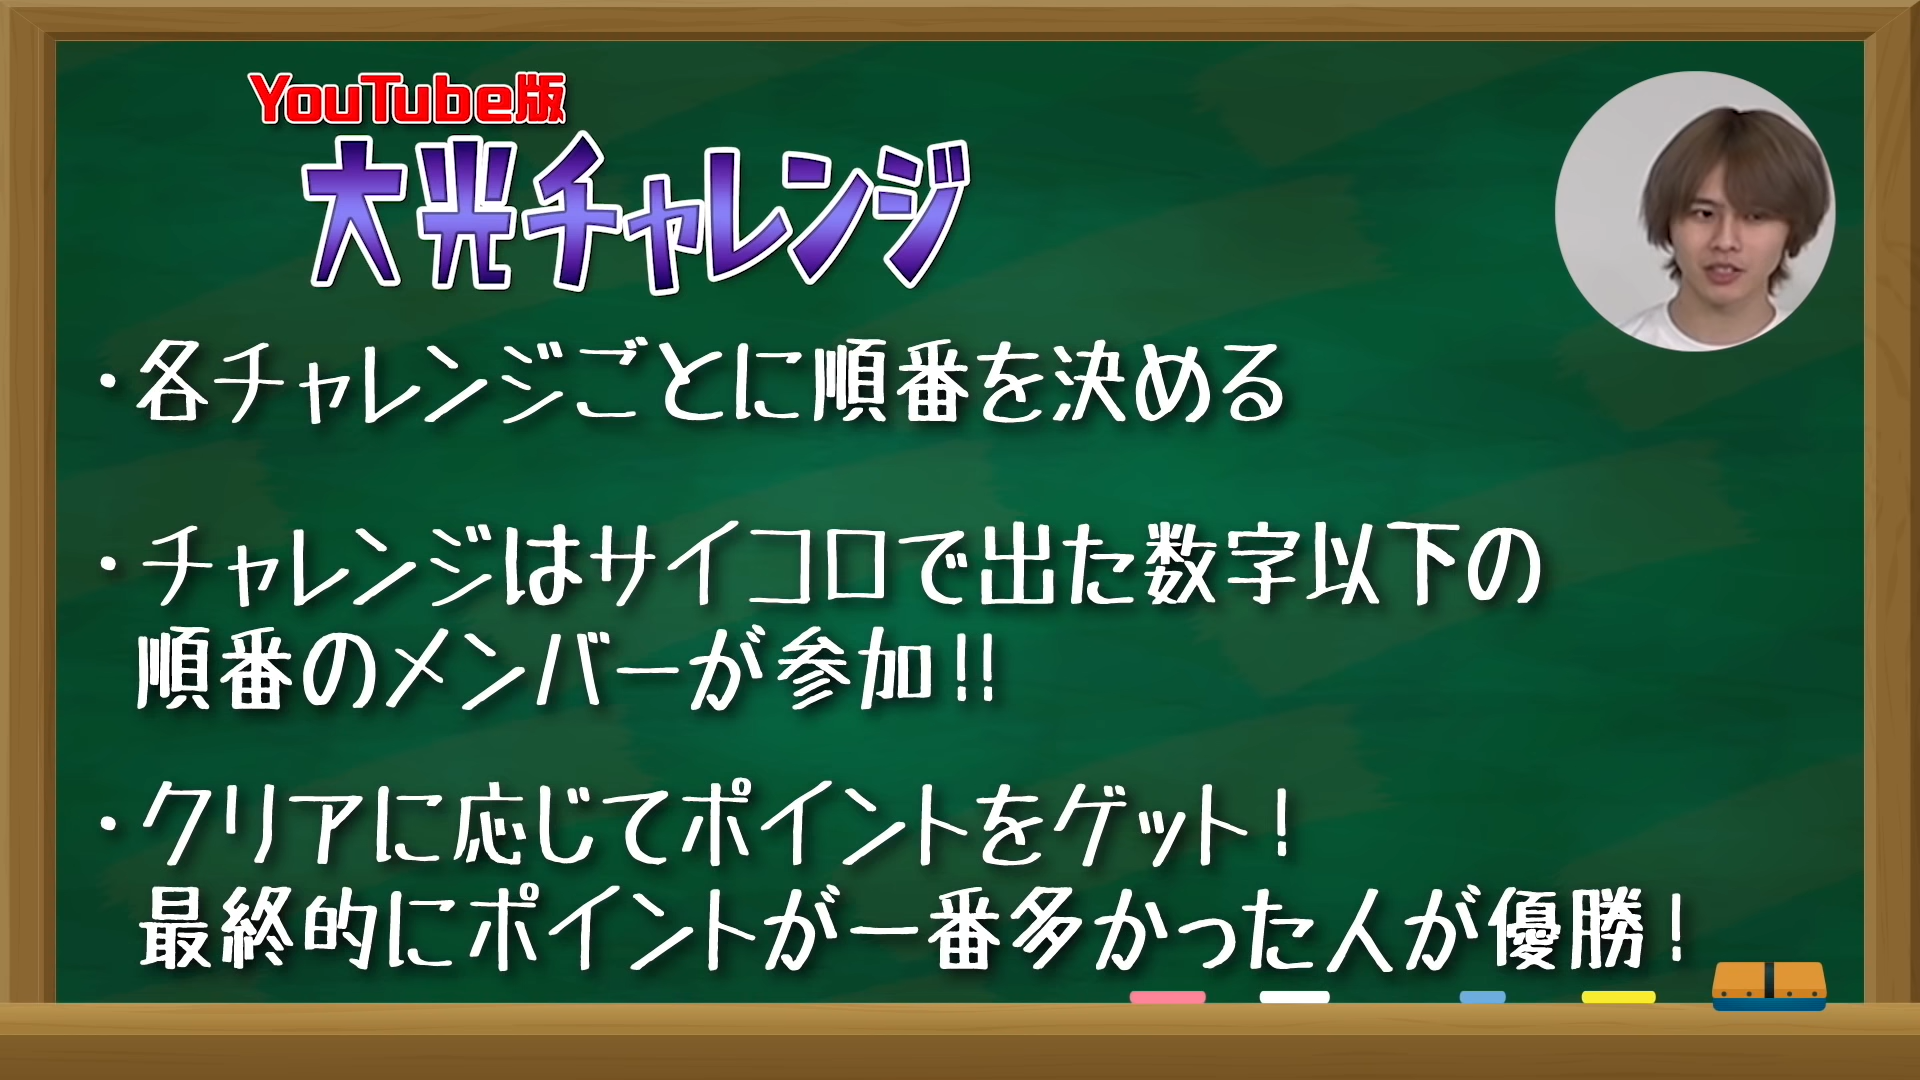 YouTube版
大光チャレンジ
・各チャレンジごとに順番を決める
・チャレンジはサイコロで出た数字以下の
順番のメンバーが参加!!
・クリアに応じてポイントをゲット!
最終的にポイントが一番多かった人が優勝!